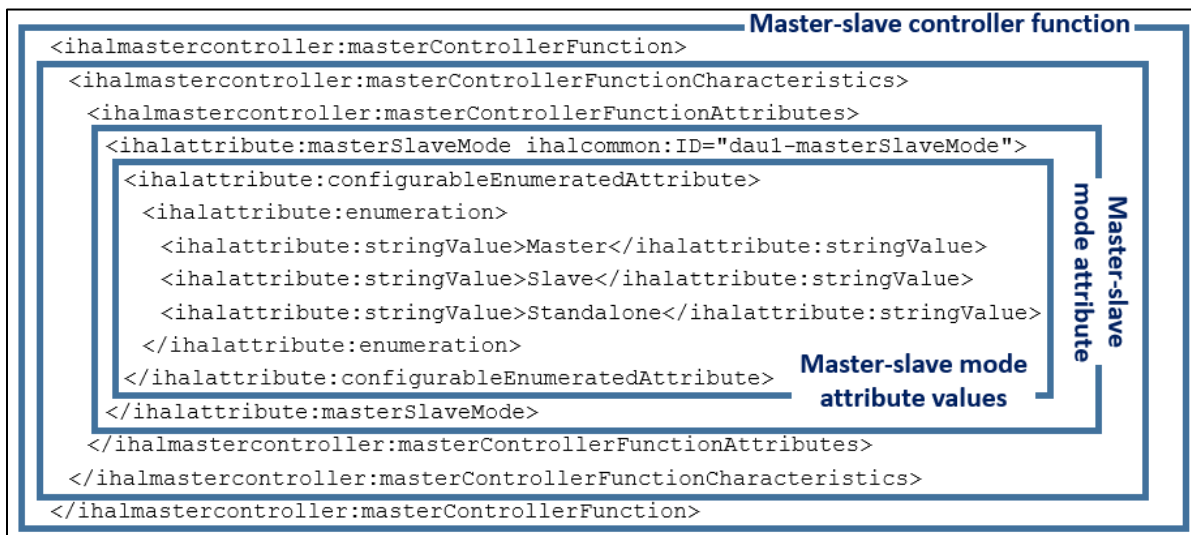 Master-slave controller function
<ihalmastercontroller:masterControllerFunction>
<ihalmastercontroller:masterControllerFunctionCharacteristics>
<ihalmastercontroller:masterControllerFunctionAttributes>
<ihalattribute:masterSlaveMode ihalcommon:ID="dau1-masterSlaveMode">
<ihalattribute:configurableEnumeratedAttribute>
<ihalattribute:enumeration>
<ihalattribute:stringValue>Master</ihalattribute:stringValue>
<ihalattribute:stringValue>Slave</ihalattribute:stringValue>
<ihalattribute:stringValue>Standalone</ihalattribute:stringValue>
</ihalattribute:enumeration>
</ihalattribute:configurableEnumeratedAttribute>
Master-slave mode
attribute values
Master-slave
mode attribute
</ihalattribute:masterSlaveMode>
</ihalmastercontroller:masterControllerFunctionAttributes>
</ihalmastercontroller:masterControllerFunctionCharacteristics>
</ihalmastercontroller:masterControllerFunction>